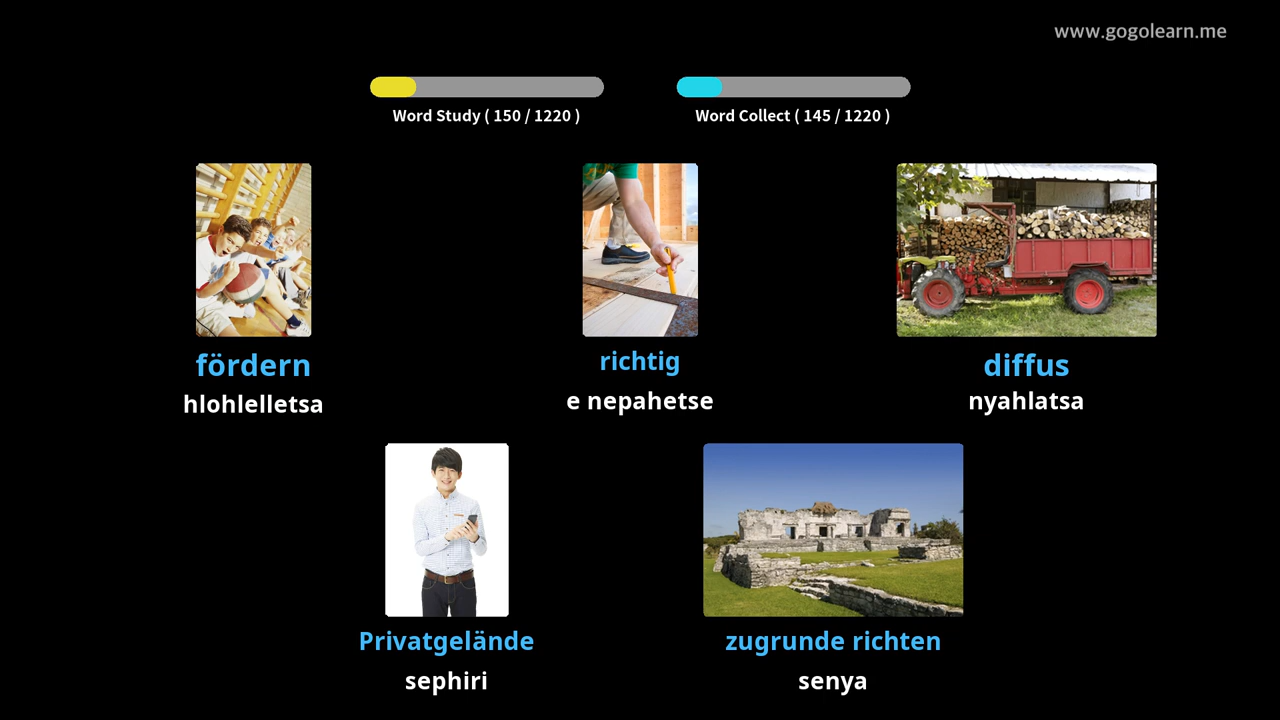 www.gogolearn.me
Word Study ( 150 / 1220 )
Word Collect ( 145 / 1220 )
fördern
hlohlelletsa
richtig
e nepahetse
diffus
nyahlatsa
Privatgelände
sephiri
zugrunde richten
senya